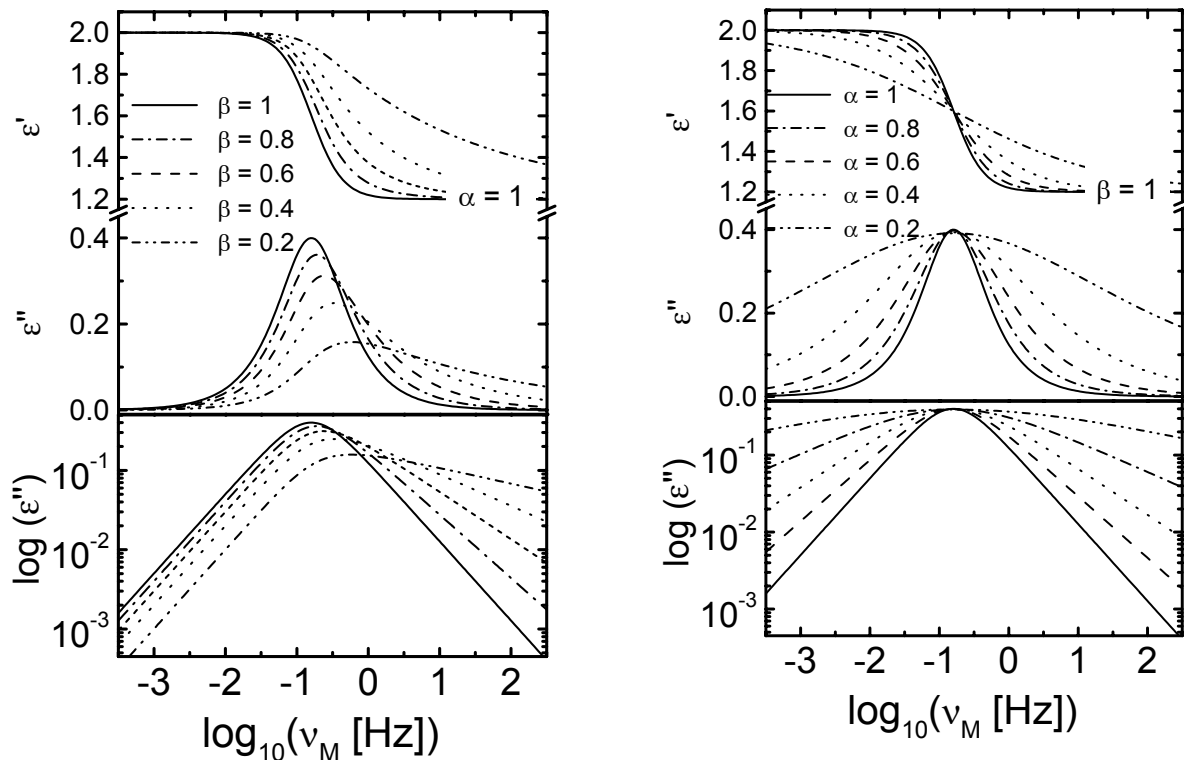 2.0
1.8
1.6
1.4
1.2
ε'
β = 1
β = 0.8
β = 0.6
β = 0.4
β = 0.2
α = 1
0.4
0.2
0.0
ε"
10⁻¹
10⁻²
10⁻³
log (ε")
-3 -2 -1 0 1 2
log₁₀(ν_M [Hz])
2.0
1.8
1.6
1.4
1.2
ε'
α = 1
α = 0.8
α = 0.6
α = 0.4
α = 0.2
β = 1
0.4
0.2
0.0
ε"
10⁻¹
10⁻²
10⁻³
log (ε")
-3 -2 -1 0 1 2
log₁₀(ν_M [Hz])